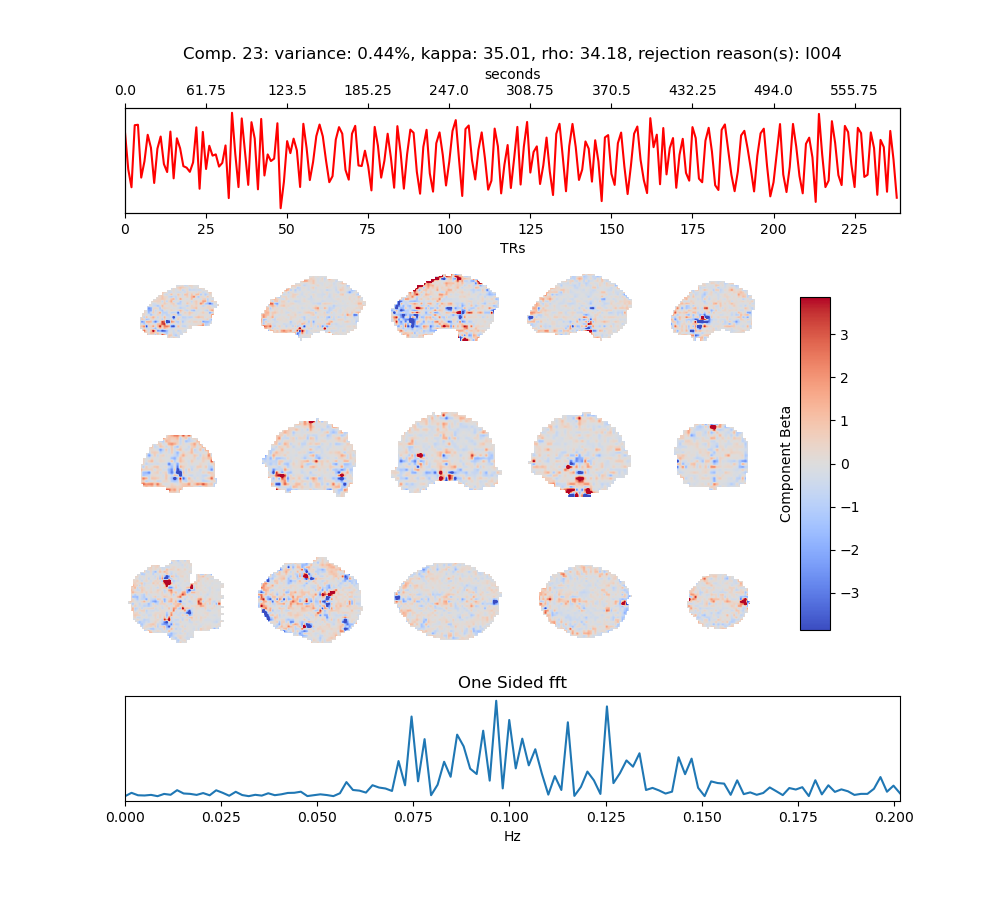 Comp. 23: variance: 0.44%, kappa: 35.01, rho: 34.18, rejection reason(s): I004
seconds
0.0 61.75 123.5 185.25 247.0 308.75 370.5 432.25 494.0 555.75
0 25 50 75 100 125 150 175 200 225
TRs
3
2
1
0
−1
−2
−3
Component Beta
One Sided fft
0.000 0.025 0.050 0.075 0.100 0.125 0.150 0.175 0.200
Hz